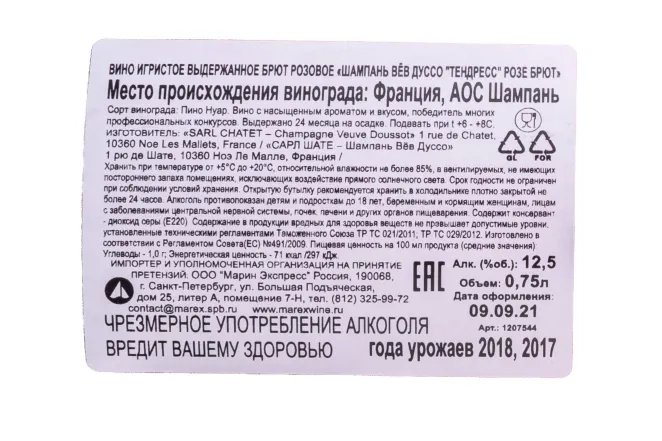 ВИНО ИГРИСТОЕ ВЫДЕРЖАННОЕ БРЮТ РОЗОВОЕ «ШАМПАНЬ ВЁВ ДУССО "ТЕНДРЕСС" РОЗЕ БРЮТ»
Место происхождения винограда: Франция, АОС Шампань
Сорт винограда: Пино Нуар. Вино с насыщенным ароматом и вкусом, победитель многих
профессиональных конкурсов. Выдержано 24 месяца на осадке. Подавать при t +6 - +8С.
ИЗГОТОВИТЕЛЬ: «SARL CHATET – Champagne Veuve Doussot» 1 rue de Chatet,
10360 Noe Les Mallets, France / «САРЛ ШАТЕ – Шампань Вёв Дуссо»
1 рю де Шате, 10360 Ноэ Ле Малле, Франция /
GL FOR
Хранить при температуре от +5°С до +20°С, относительной влажности не более 85%, в вентилируемых, не имеющих
постороннего запаха помещениях, исключающих воздействие прямого солнечного света. Срок годности не ограничен
при соблюдении условий хранения. Открытую бутылку рекомендуется хранить в холодильнике плотно закрытой не
более 24 часов. Алкоголь противопоказан детям и подросткам до 18 лет, беременным и кормящим женщинам, лицам
с заболеваниями центральной нервной системы, почек, печени и других органов пищеварения. Содержит консервант
- диоксид серы (Е220). Содержание в продукции вредных для здоровья веществ не превышает допустимые уровни,
установленные техническими регламентами Таможенного Союза ТР ТС 021/2011; ТР ТС 029/2012. Изготовлено в
соответствии с Регламентом Совета(ЕС) №491/2009. Пищевая ценность на 100 мл продукта (средние значения):
Углеводы - 1,0 г; Энергетическая ценность - 71 ккал /297 кДж.
ИМПОРТЕР И УПОЛНОМОЧЕННАЯ ОРГАНИЗАЦИЯ НА ПРИНЯТИЕ
ПРЕТЕНЗИЙ: ООО "Марин Экспресс" Россия, 190068,
г. Санкт-Петербург, ул. Большая Подъяческая,
дом 25, литер А, помещение 7-Н, тел. (812) 325-99-72
contact@marex.spb.ru www.marexwine.ru
EAC
Алк. (%об.): 12,5
Объем: 0,75л
Дата оформления
09.09.21
Арт.: 1207544
ЧРЕЗМЕРНОЕ УПОТРЕБЛЕНИЕ АЛКОГОЛЯ
ВРЕДИТ ВАШЕМУ ЗДОРОВЬЮ
года урожаев 2018, 2017